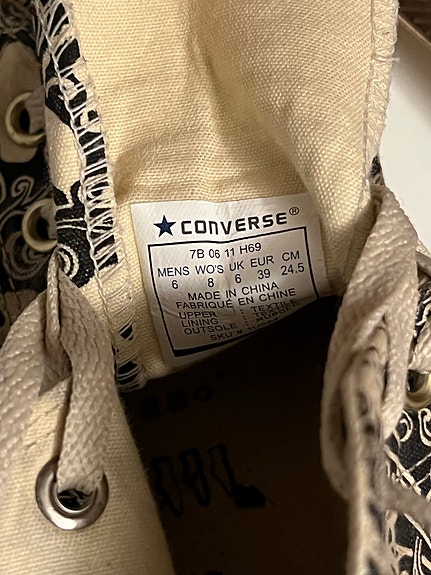 CONVERSE®
7B 06 11 H69
MENS WO'S UK EUR CM
6 8 6 39 24.5
MADE IN CHINA
FABRIQUÉ EN CHINE
UPPER : TEXTILE
LINING :
OUTSOLE : RUBBER
SKU #